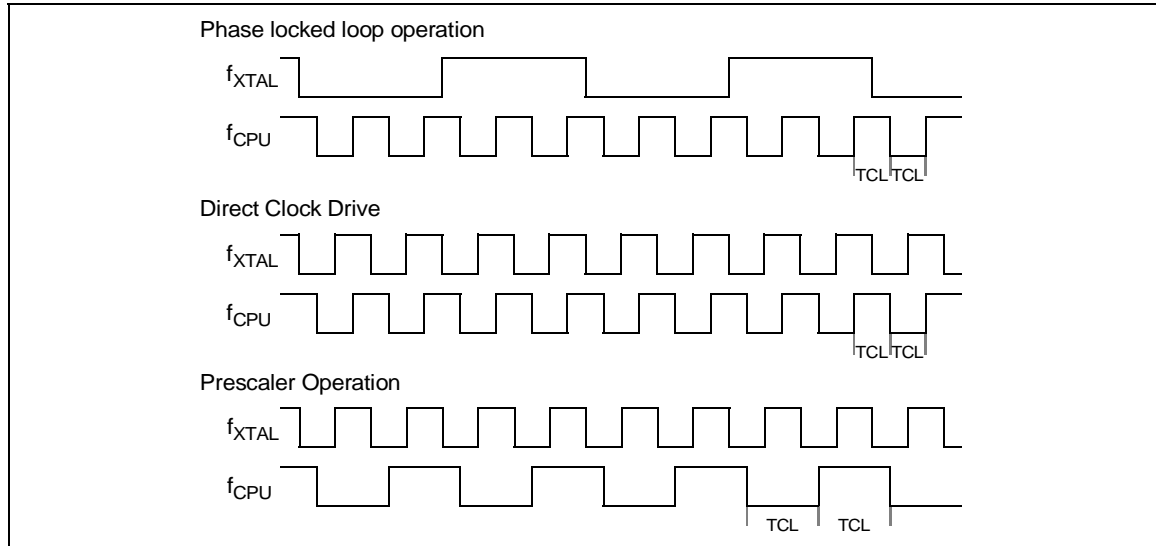 Phase locked loop operation
fXTAL
fCPU
TCL TCL
Direct Clock Drive
fXTAL
fCPU
TCL TCL
Prescaler Operation
fXTAL
fCPU
TCL TCL